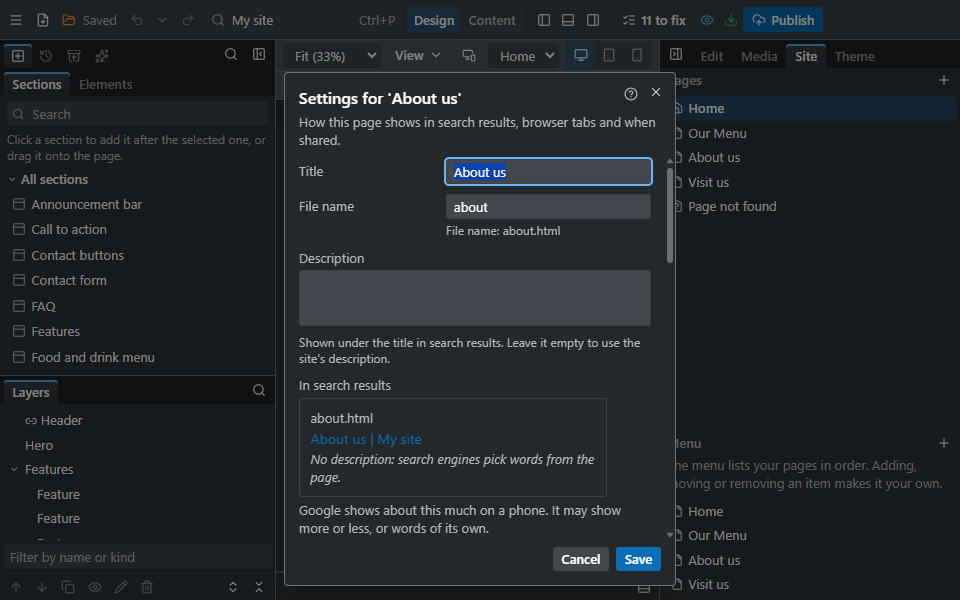 Saved
My site
Ctrl+P
Design
Content
11 to fix
Publish
Sections
Elements
Search
Click a section to add it after the selected one, or
drag it onto the page.
All sections
Announcement bar
Call to action
Contact buttons
Contact form
FAQ
Features
Food and drink menu
Layers
Header
Hero
Features
Feature
Feature
Filter by name or kind
Fit (33%)
View
Home
Settings for 'About us'
How this page shows in search results, browser tabs and when
shared.
Title
About us
File name
about
File name: about.html
Description
Shown under the title in search results. Leave it empty to use the
site's description.
In search results
about.html
About us | My site
No description: search engines pick words from the
page.
Google shows about this much on a phone. It may show
more or less, or words of its own.
Cancel
Save
Edit
Media
Site
Theme
ages
Home
Our Menu
About us
Visit us
Page not found
enu
he menu lists your pages in order. Adding,
oving or removing an item makes it your own.
Home
Our Menu
About us
Visit us